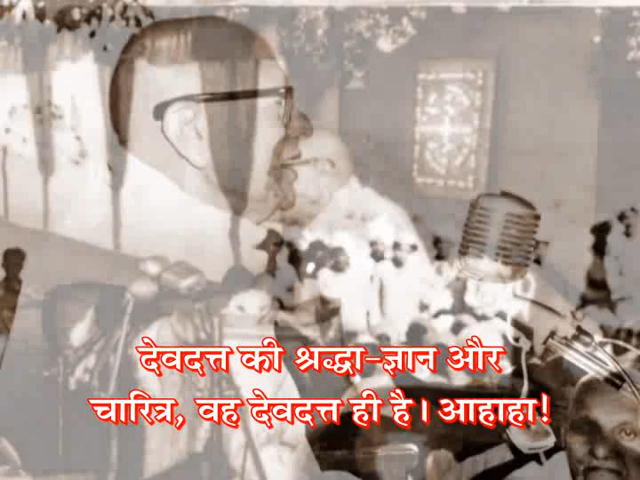 देवदत्त की श्रद्धा-ज्ञान और
चारित्र, वह देवदत्त ही है। आहाहा!